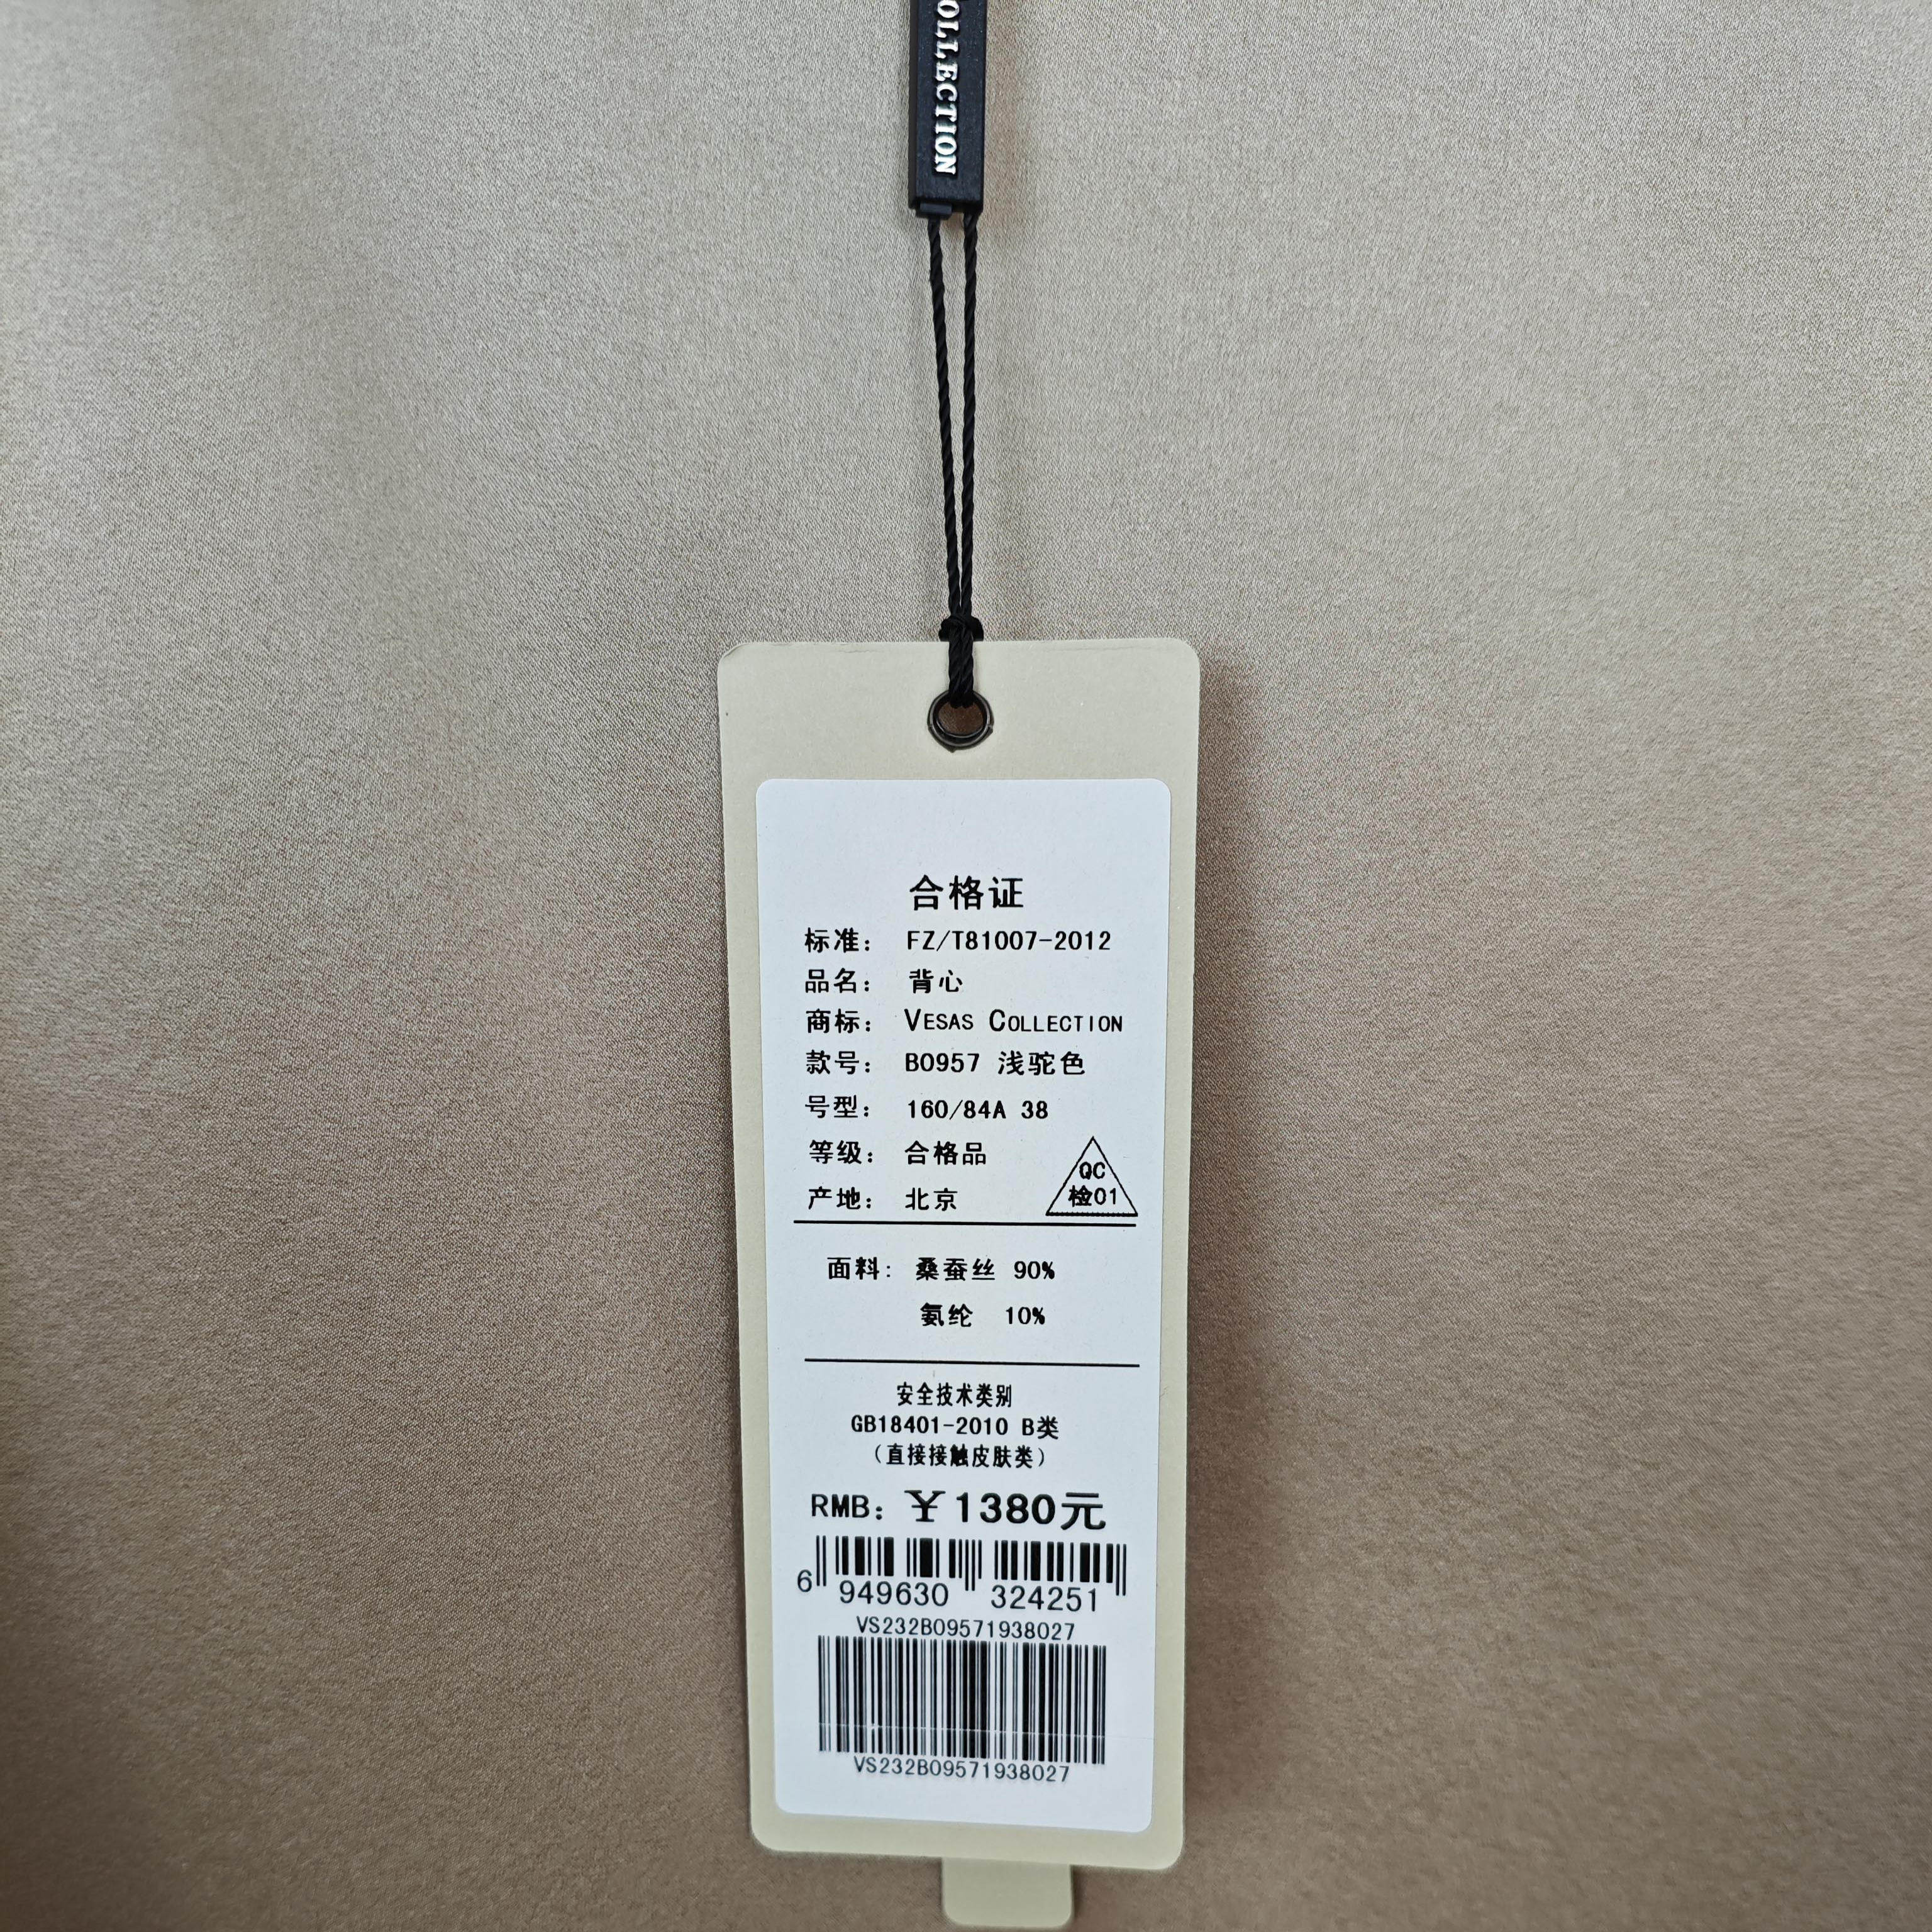 OLLECTION
合格证
标准： FZ/T81007-2012
品名： 背心
商标： VESAS COLLECTION
款号： B0957 浅驼色
号型： 160/84A 38
等级： 合格品
QC
检01
产地： 北京
面料： 桑蚕丝 90%
氨纶 10%
安全技术类别
GB18401-2010 B类
（直接接触皮肤类）
RMB：￥1380元
6 949630 324251
VS232B09571938027
VS232B09571938027